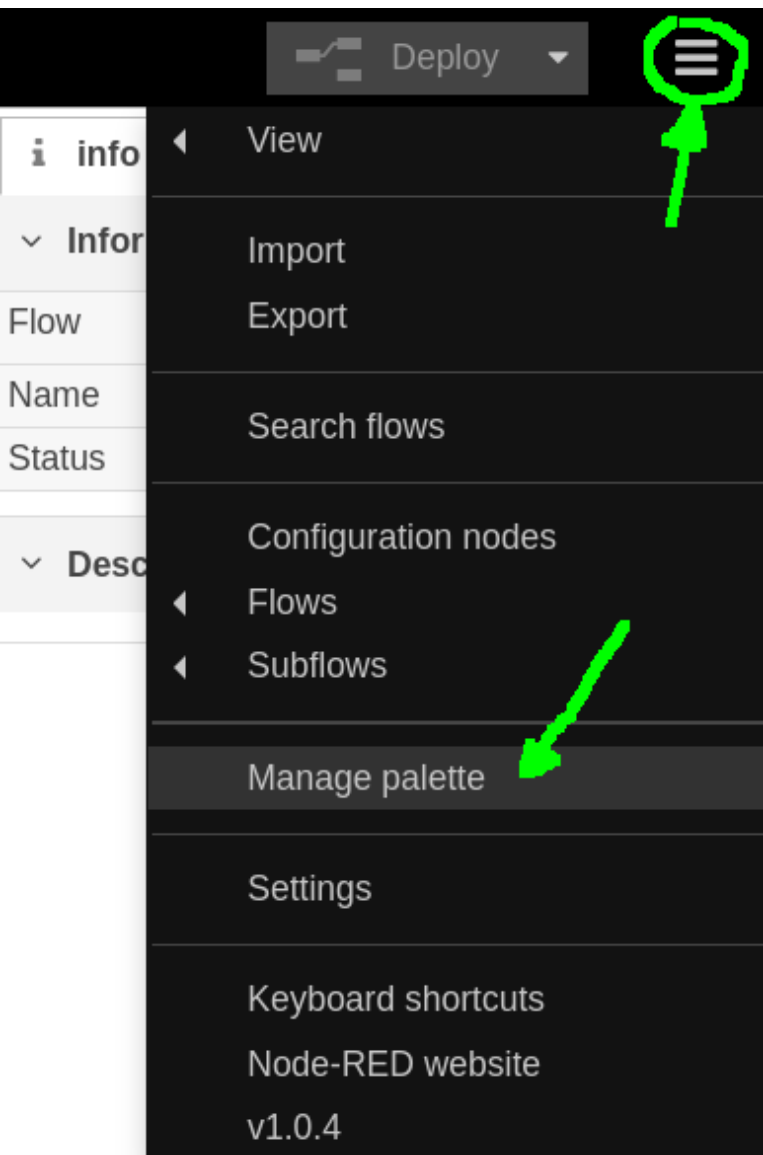 Deploy
info
View
Infor
Import
Flow
Export
Name
Search flows
Status
Configuration nodes
Desc
Flows
Subflows
Manage palette
Settings
Keyboard shortcuts
Node-RED website
v1.0.4